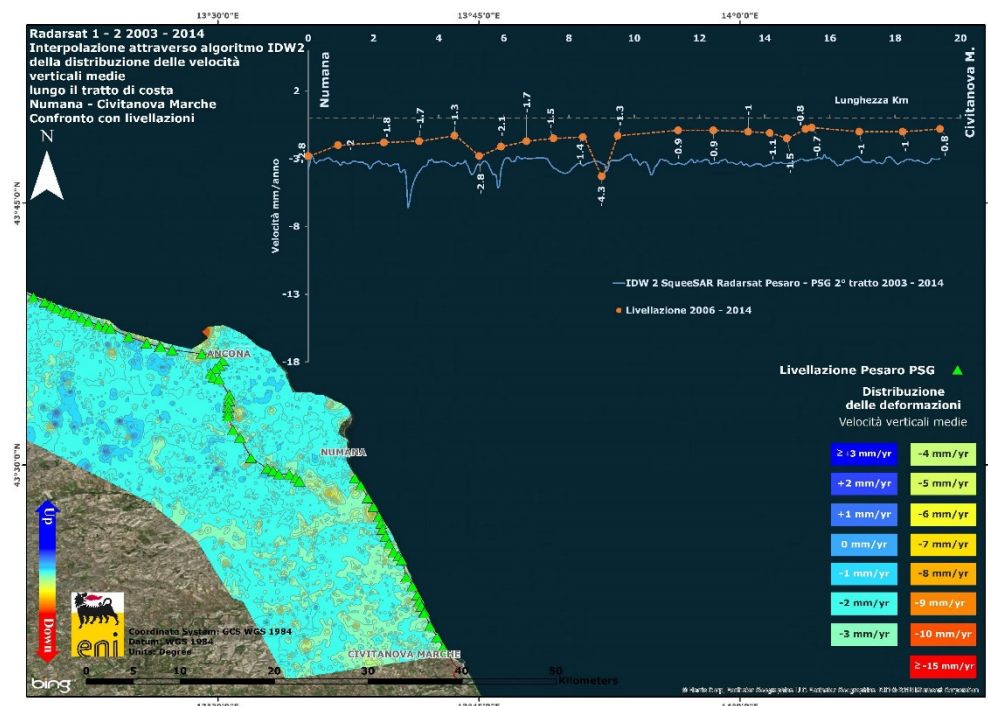 13°30'0"E
13°45'0"E
14°0'0"E
Radarsat 1 - 2 2003 - 2014
Interpolazione attraverso algoritmo IDW2
della distribuzione delle velocità
verticali medie
lungo il tratto di costa
Numana - Civitanova Marche
Confronto con livellazioni
N
0 2 4 6 8 10 12 14 16 18 20
Numana
Civitanova M.
Lunghezza Km
2
-3
-8
-13
-18
Velocità mm/anno
-2.8
-2
-1.8
-1.7
-1.3
-2.8
-2.1
-1.7
-1.5
-1.4
-4.3
-1.3
-0.9
-0.9
-1
-1.1
-1.5
-0.8
-0.7
-1
-1
-0.8
IDW 2 SqueeSAR Radarsat Pesaro - PSG 2° tratto 2003 - 2014
Livellazione 2006 - 2014
43°45'0"N
43°30'0"N
ANCONA
NUMANA
CIVITANOVA MARCHE
Livellazione Pesaro PSG
Distribuzione
delle deformazioni
Velocità verticali medie
≥ +3 mm/yr
+2 mm/yr
+1 mm/yr
0 mm/yr
-1 mm/yr
-2 mm/yr
-3 mm/yr
-4 mm/yr
-5 mm/yr
-6 mm/yr
-7 mm/yr
-8 mm/yr
-9 mm/yr
-10 mm/yr
≥ -15 mm/yr
Up
Down
eni
Coordinate System: GCS WGS 1984
Datum: WGS 1984
Units: Degree
0 10 20 30 40 50
Kilometers
bing
13°30'0"E
13°45'0"E
14°0'0"E